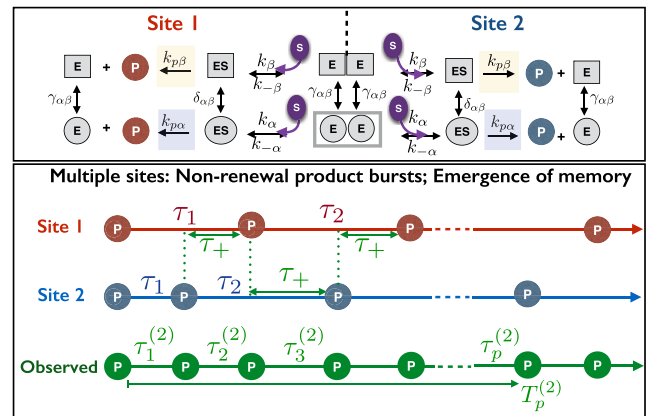 Site 1
Site 2
E + P k_{pβ} ES k_β k_{-β} S E E S k_β k_{-β} ES k_{pβ} P + E
γ_{αβ} δ_{αβ} γ_{αβ} γ_{αβ} δ_{αβ} γ_{αβ}
E + P k_{pα} ES k_α k_{-α} S E E S k_α k_{-α} ES k_{pα} P + E
Multiple sites: Non-renewal product bursts; Emergence of memory
Site 1 P τ_1 τ_+ P τ_2 τ_+ P P
Site 2 P τ_1 P τ_2 τ_+ P P
Observed P τ_1^{(2)} P τ_2^{(2)} P τ_3^{(2)} P P τ_p^{(2)} P P
T_p^{(2)}